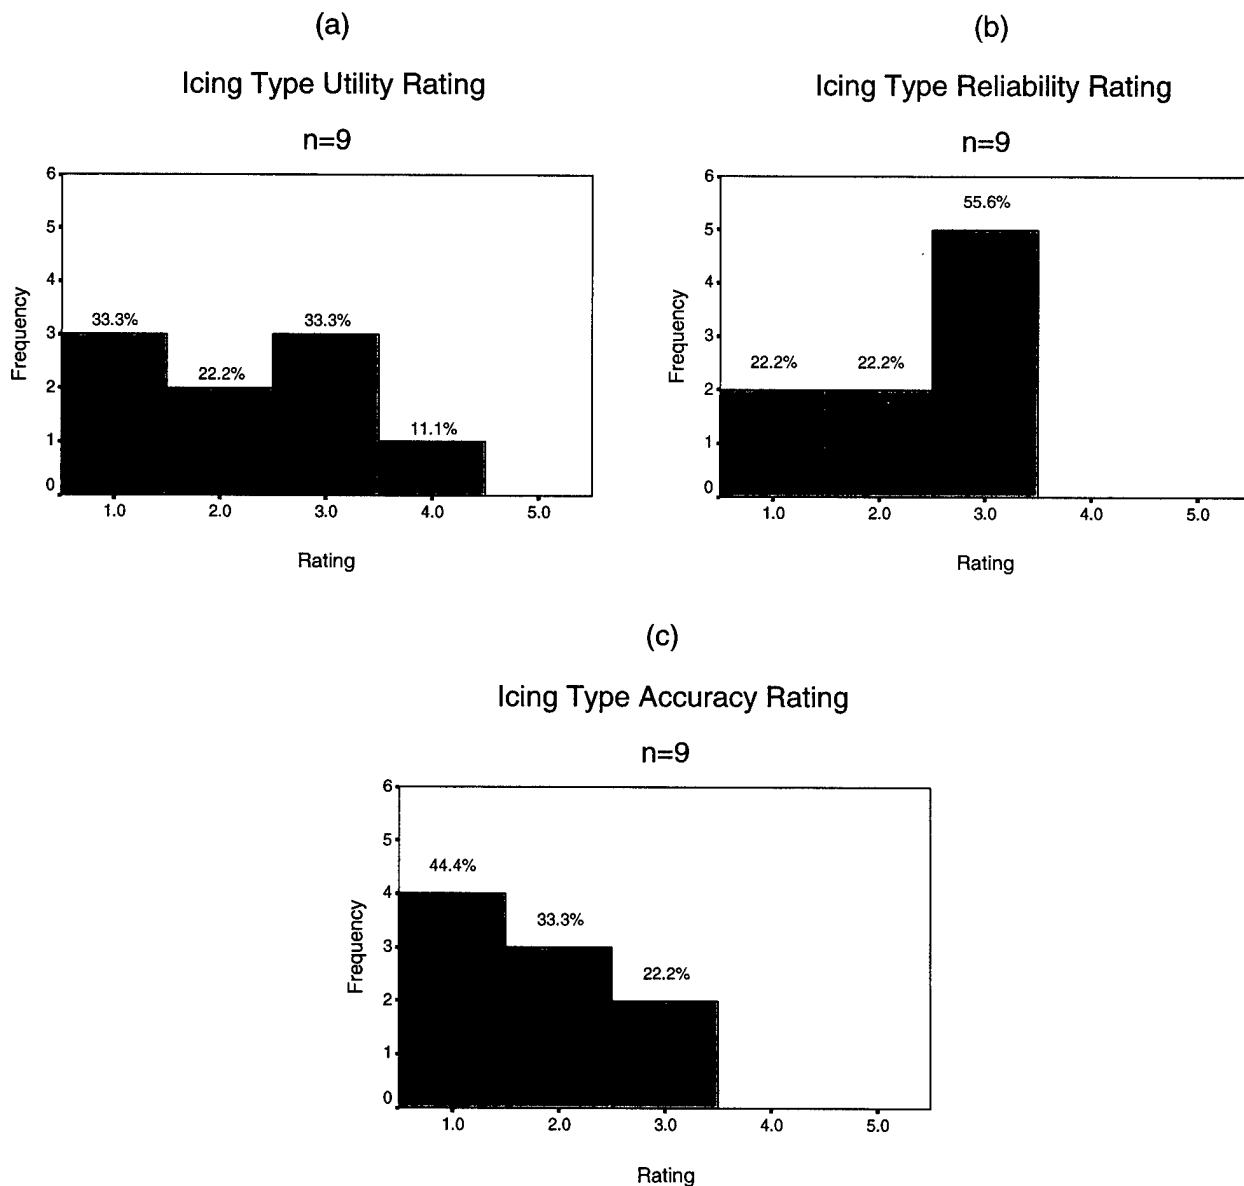 (a)
Icing Type Utility Rating
n=9
6
5
4
3
2
1
0
Frequency
33.3%
22.2%
33.3%
11.1%
1.0 2.0 3.0 4.0 5.0
Rating
(b)
Icing Type Reliability Rating
n=9
6
5
4
3
2
1
0
Frequency
22.2%
22.2%
55.6%
1.0 2.0 3.0 4.0 5.0
Rating
(c)
Icing Type Accuracy Rating
n=9
6
5
4
3
2
1
0
Frequency
44.4%
33.3%
22.2%
1.0 2.0 3.0 4.0 5.0
Rating